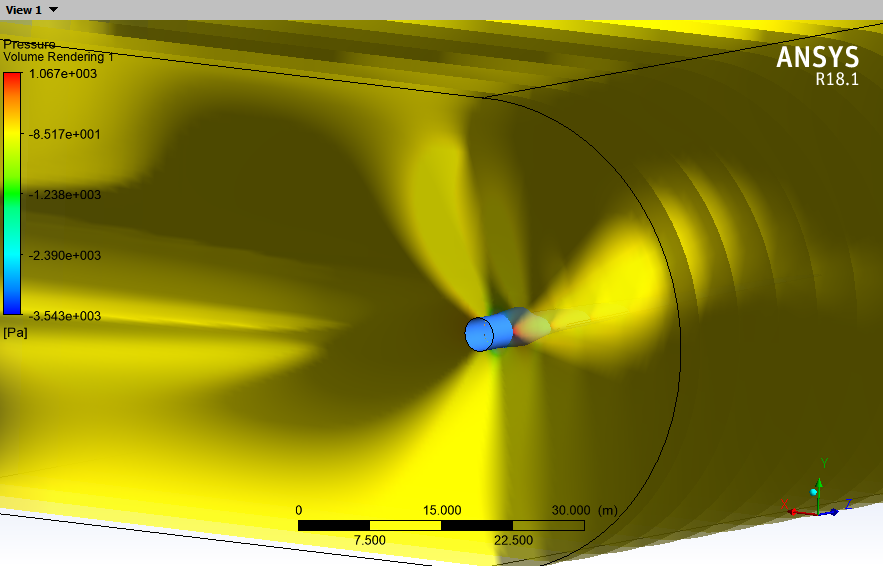 View 1
Pressure
Volume Rendering 1
1.067e+003
-8.517e+001
-1.238e+003
-2.390e+003
-3.543e+003
[Pa]
ANSYS
R18.1
0 15.000 30.000 (m)
7.500 22.500
Y
X
Z